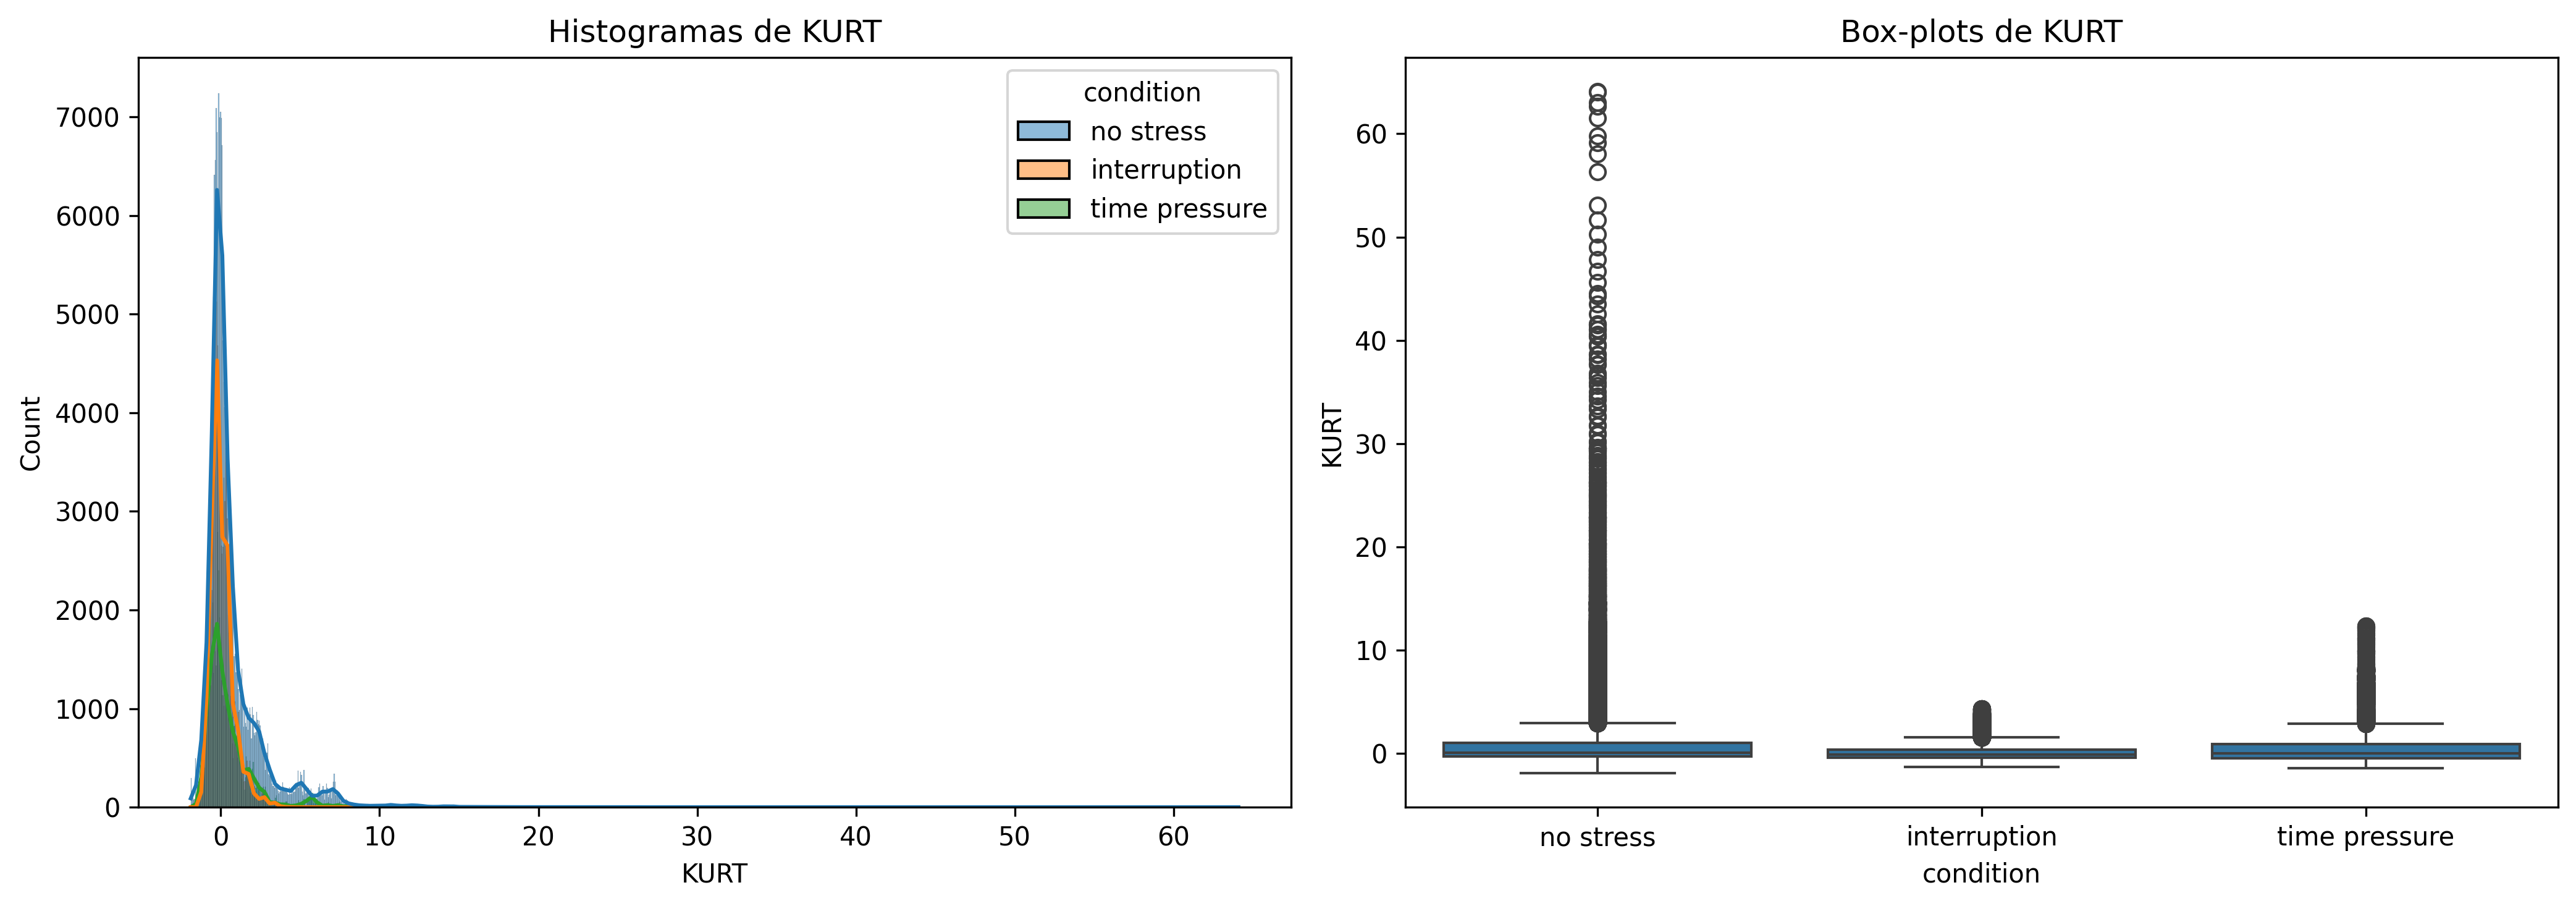 Histogramas de KURT
condition
no stress
interruption
time pressure
7000
6000
5000
4000
3000
2000
1000
0
Count
0 10 20 30 40 50 60
KURT
Box-plots de KURT
60
50
40
30
20
10
0
KURT
no stress interruption time pressure
condition